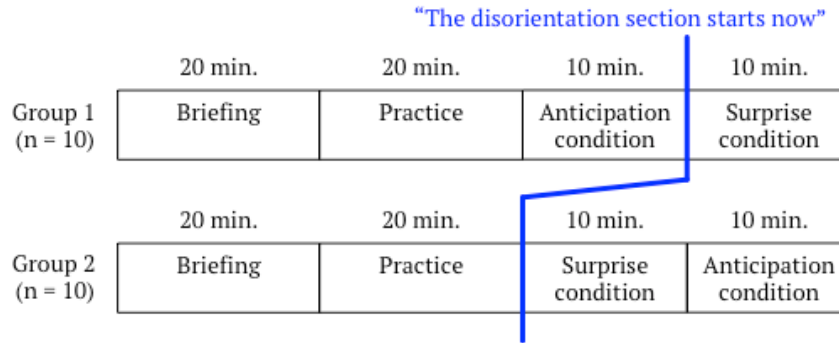 “The disorientation section starts now”
20 min. 20 min. 10 min. 10 min.
Group 1
(n = 10)
Briefing
Practice
Anticipation
condition
Surprise
condition
20 min. 20 min. 10 min. 10 min.
Group 2
(n = 10)
Briefing
Practice
Surprise
condition
Anticipation
condition